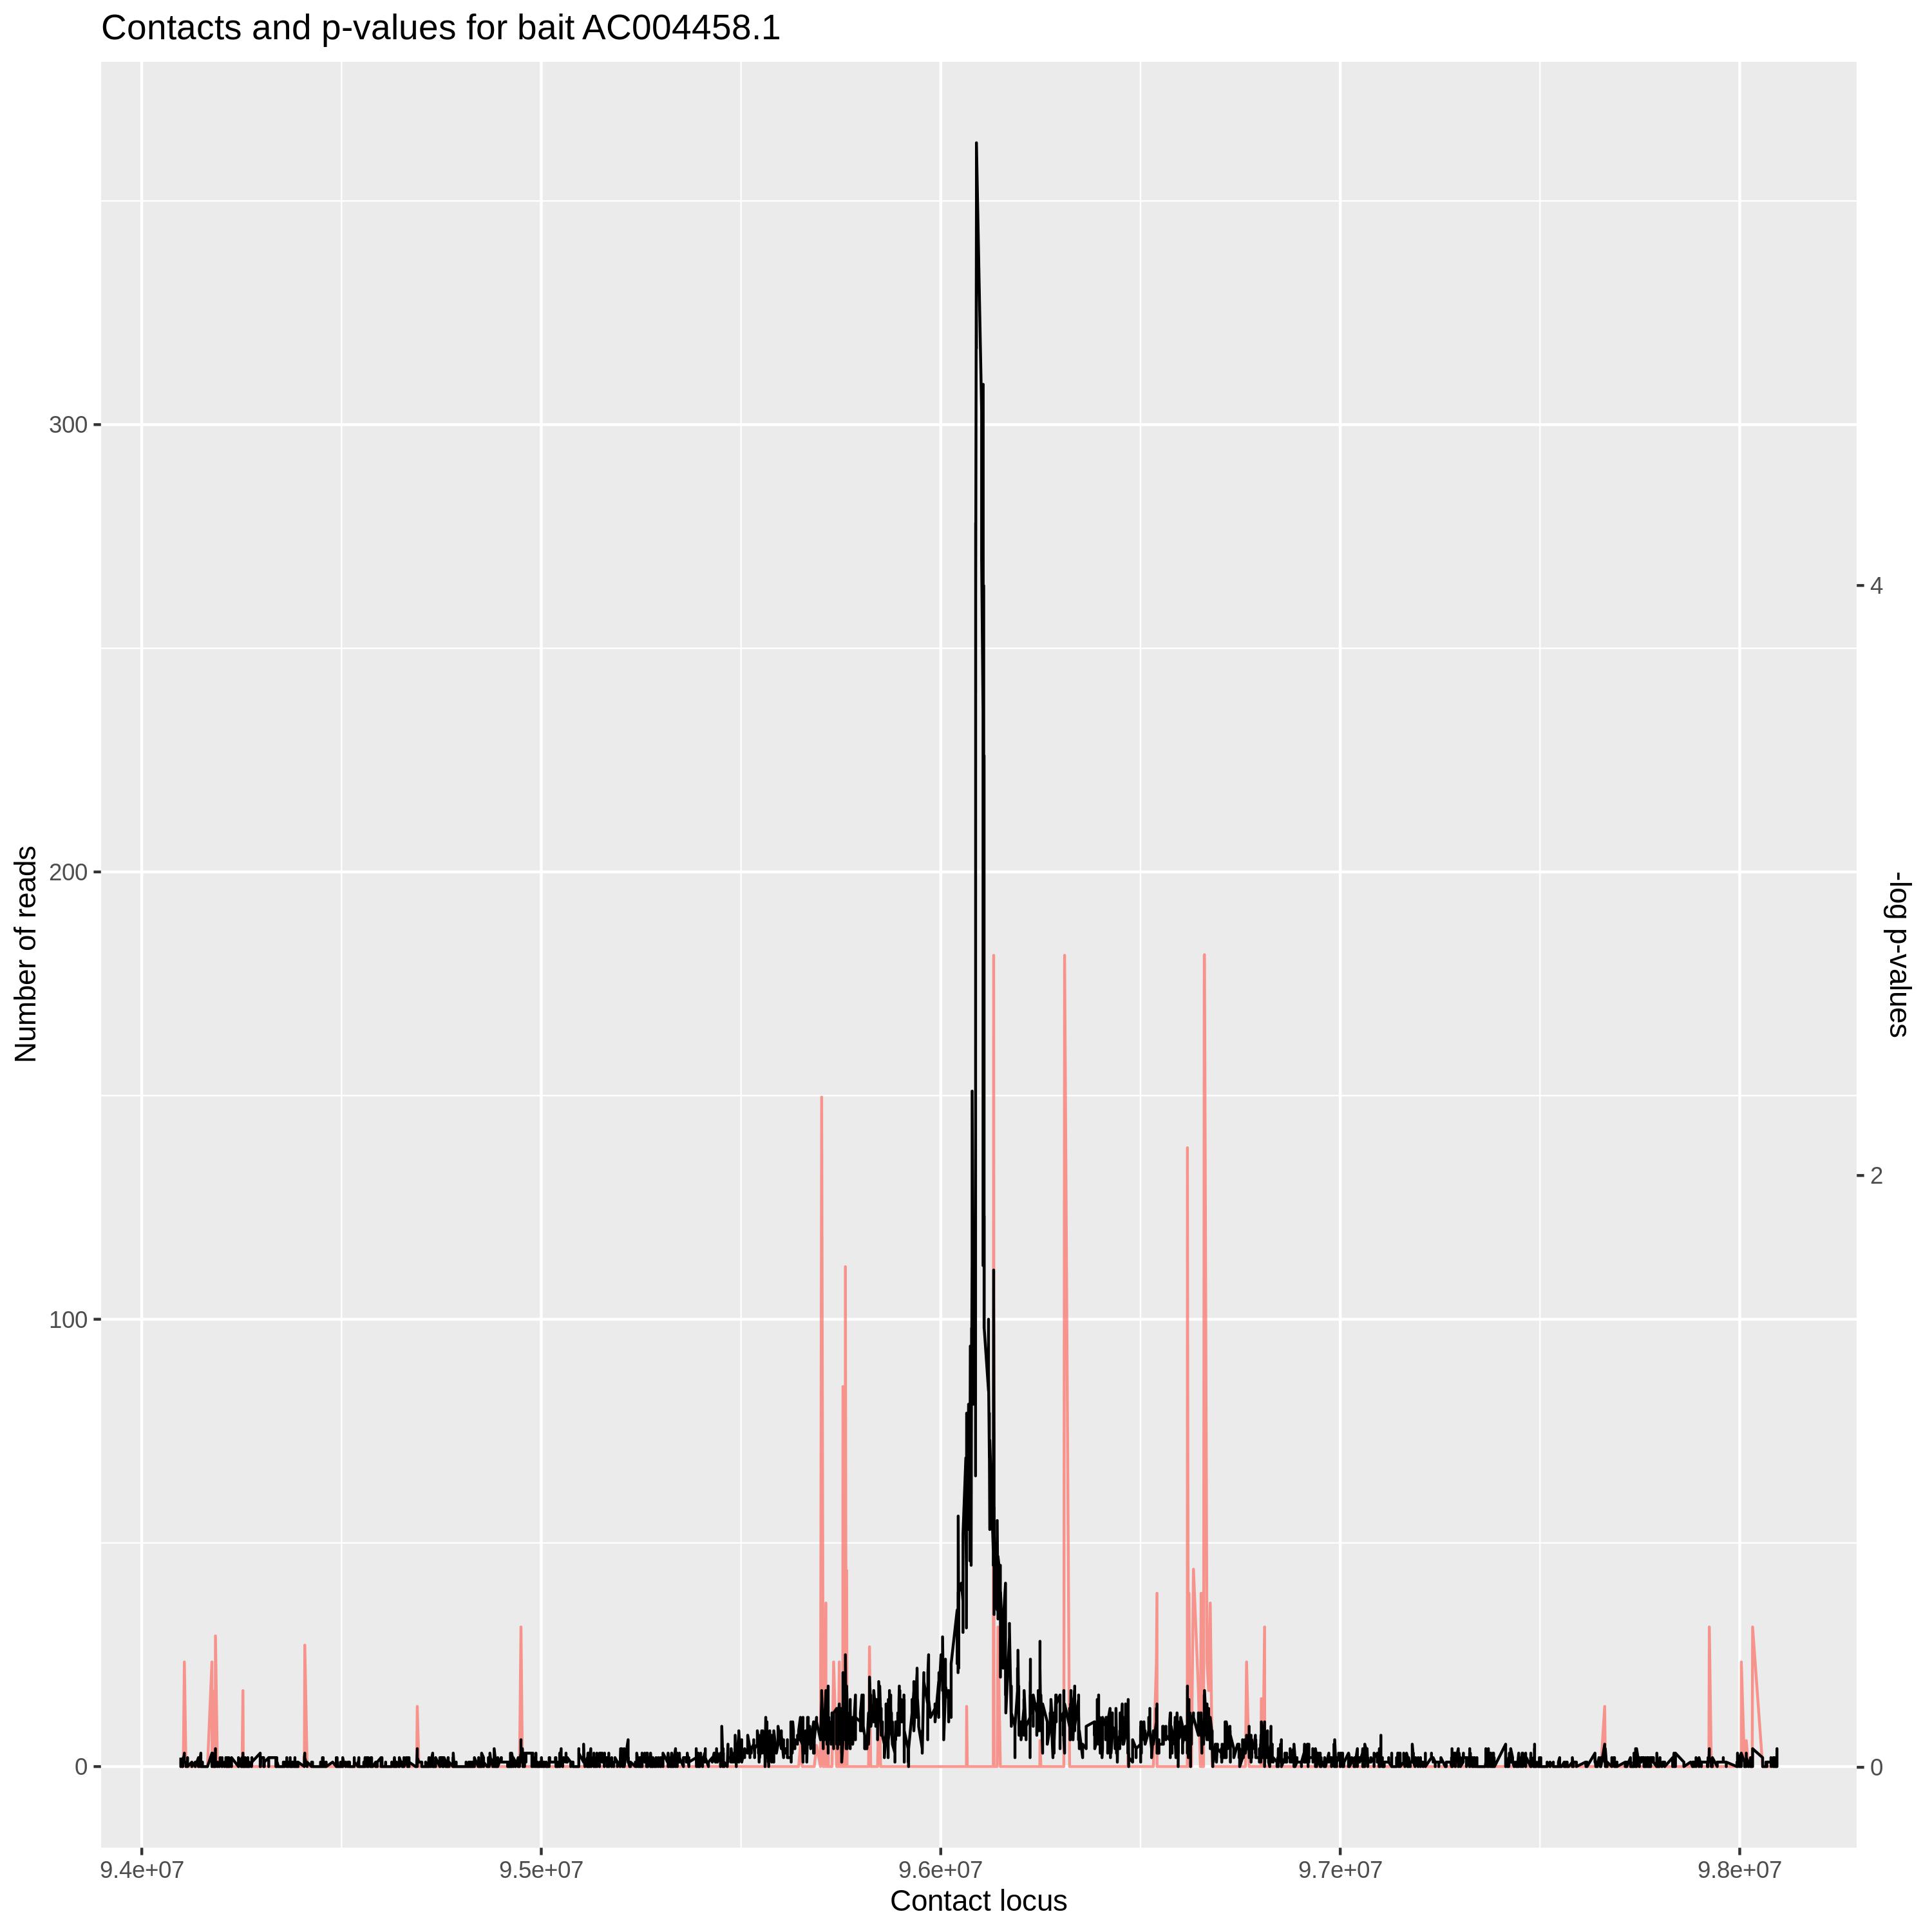 Contacts and p-values for bait AC004458.1
300
200
100
0
4
2
0
Number of reads
-log p-values
9.4e+07 9.5e+07 9.6e+07 9.7e+07 9.8e+07
Contact locus